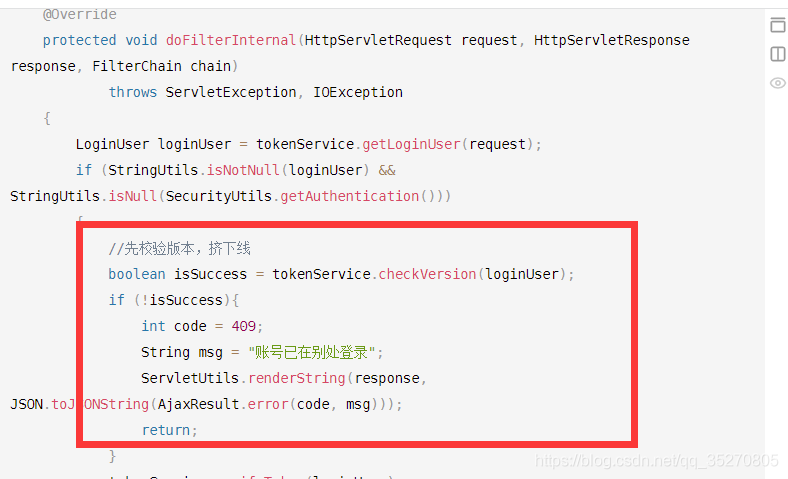 @Override
protected void doFilterInternal(HttpServletRequest request, HttpServletResponse
response, FilterChain chain)
throws ServletException, IOException
{
LoginUser loginUser = tokenService.getLoginUser(request);
if (StringUtils.isNotNull(loginUser) &&
StringUtils.isNull(SecurityUtils.getAuthentication()))
{
//先校验版本，挤下线
boolean isSuccess = tokenService.checkVersion(loginUser);
if (!isSuccess){
int code = 409;
String msg = "账号已在别处登录";
ServletUtils.renderString(response,
JSON.toJSONString(AjaxResult.error(code, msg)));
return;
}
https://blog.csdn.net/qq_35270805